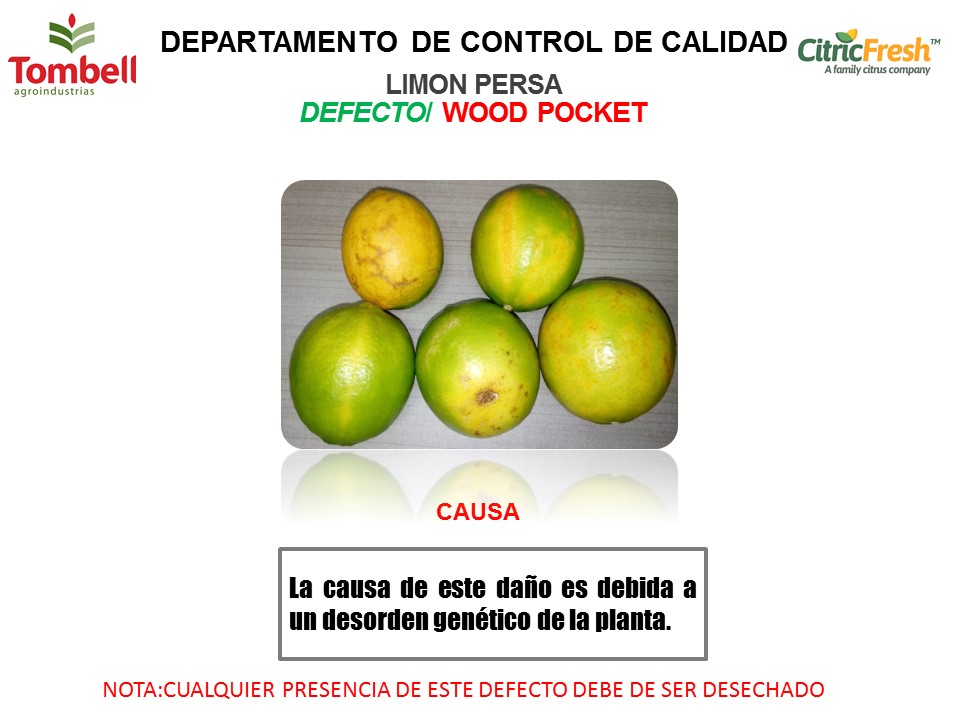 Tombell
agroindustrias
DEPARTAMENTO DE CONTROL DE CALIDAD
CitricFresh™
A family citrus company
LIMON PERSA
DEFECTO/ WOOD POCKET
CAUSA
La causa de este daño es debida a
un desorden genético de la planta.
NOTA:CUALQUIER PRESENCIA DE ESTE DEFECTO DEBE DE SER DESECHADO